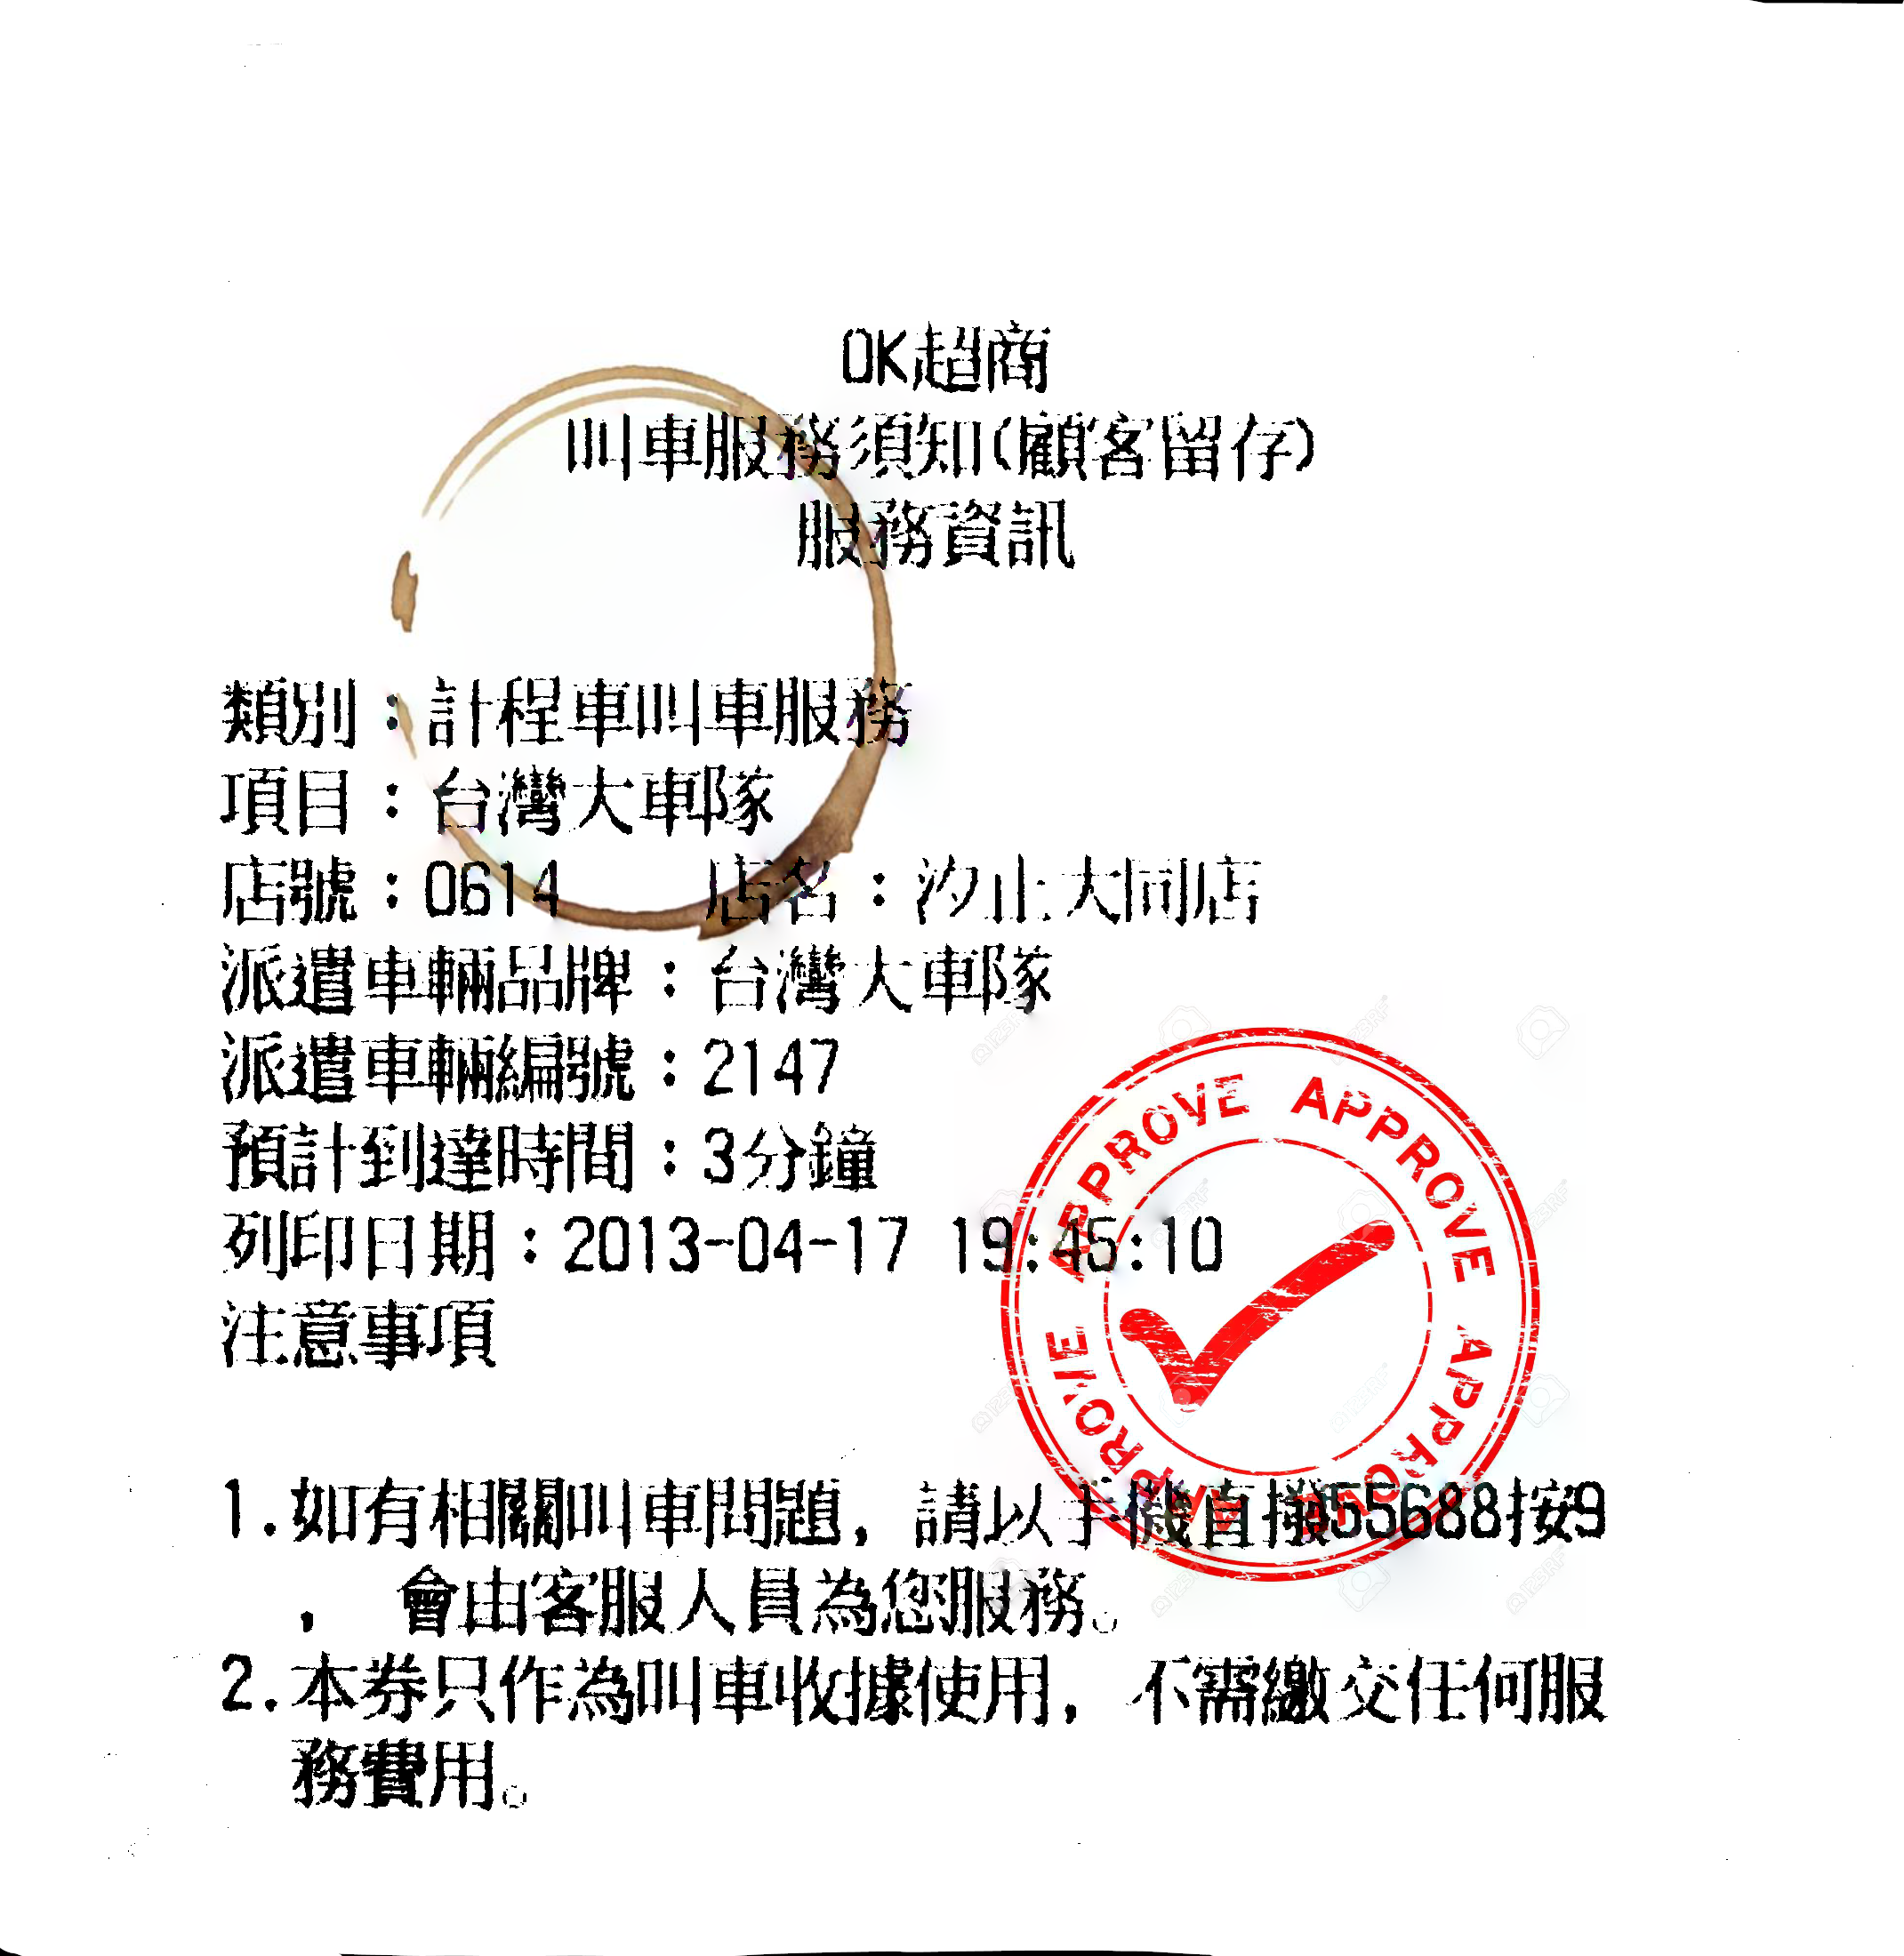 OK超商
叫車服務須知(顧客留存)
服務資訊
類別：計程車叫車服務
項目：台灣大車隊
店號：0614 店名：汐止大同店
派遣車輛品牌：台灣大車隊
派遣車輛編號：2147
預計到達時間：3分鐘
列印日期：2013-04-17 19:45:10
注意事項
APPROVE APPROVE APPROVE APPROVE
1.如有相關叫車問題，請以手機直撥55688按9
，會由客服人員為您服務。
2.本券只作為叫車收據使用，不需繳交任何服
務費用。